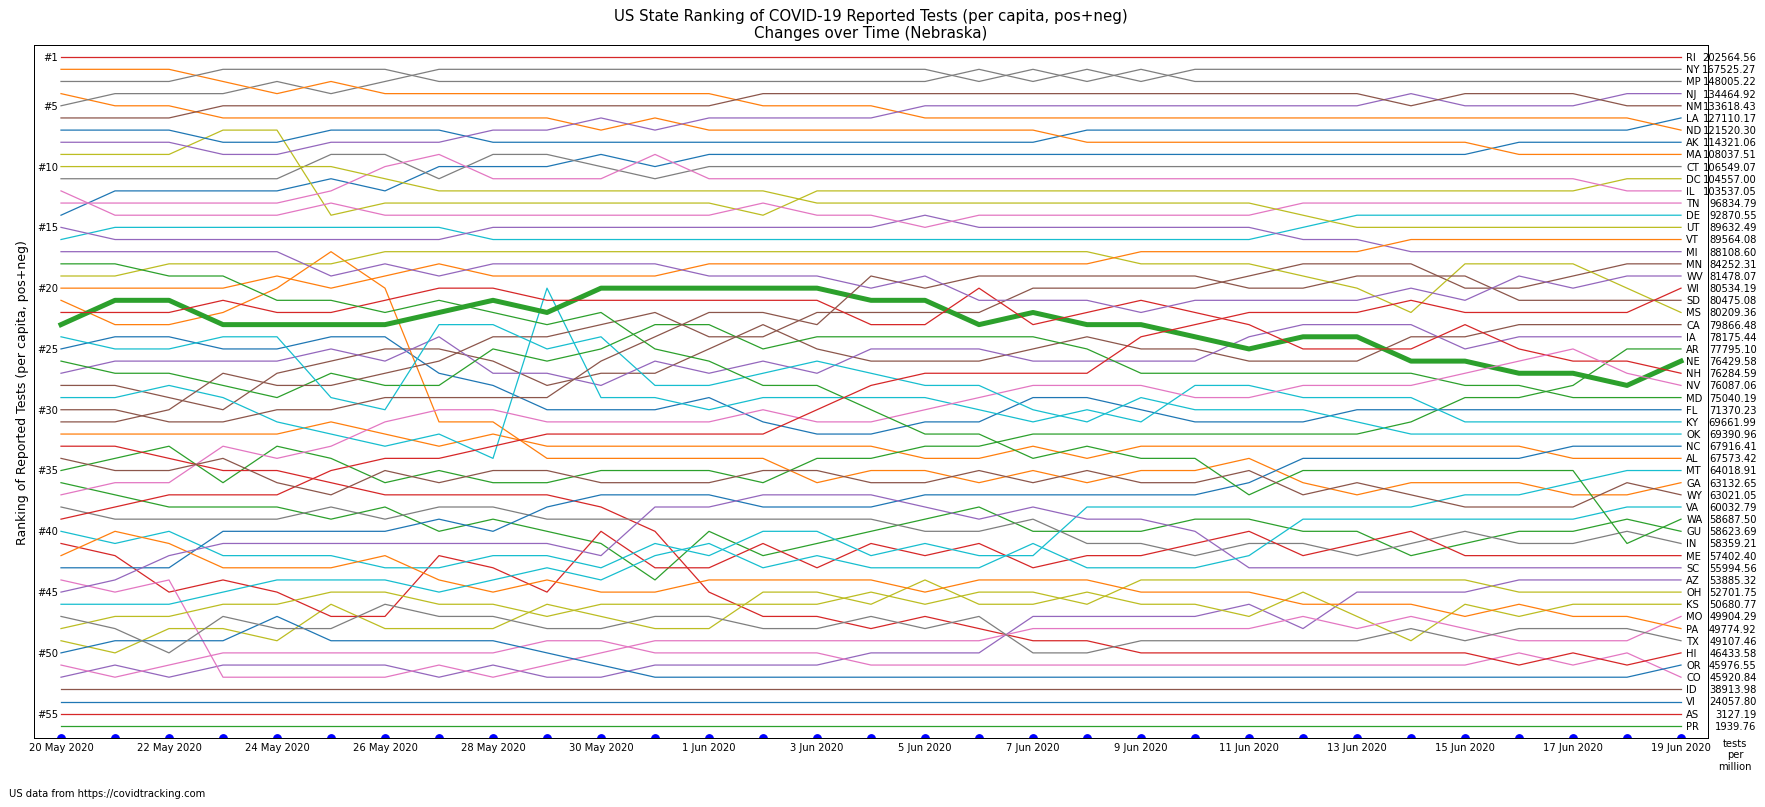 US State Ranking of COVID-19 Reported Tests (per capita, pos+neg)
Changes over Time (Nebraska)
Ranking of Reported Tests (per capita, pos+neg)
#1
#5
#10
#15
#20
#25
#30
#35
#40
#45
#50
#55
RI 202564.56
NY 167525.27
MP 148005.22
NJ 134464.92
NM 133618.43
LA 127110.17
ND 121520.30
AK 114321.06
MA 108037.51
CT 106549.07
DC 104557.00
IL 103537.05
TN 96834.79
DE 92870.55
UT 89632.49
VT 89564.08
MI 88108.60
MN 84252.31
WV 81478.07
WI 80534.19
SD 80475.08
MS 80209.36
CA 79866.48
IA 78175.44
AR 77795.10
NE 76429.58
NH 76284.59
NV 76087.06
MD 75040.19
FL 71370.23
KY 69661.99
OK 69390.96
NC 67916.41
AL 67573.42
MT 64018.91
GA 63132.65
WY 63021.05
VA 60032.79
WA 58687.50
GU 58623.69
IN 58359.21
ME 57402.40
SC 55994.56
AZ 53885.32
OH 52701.75
KS 50680.77
MO 49904.29
PA 49774.92
TX 49107.46
HI 46433.58
OR 45976.55
CO 45920.84
ID 38913.98
VI 24057.80
AS 3127.19
PR 1939.76
20 May 2020 22 May 2020 24 May 2020 26 May 2020 28 May 2020 30 May 2020 1 Jun 2020 3 Jun 2020 5 Jun 2020 7 Jun 2020 9 Jun 2020 11 Jun 2020 13 Jun 2020 15 Jun 2020 17 Jun 2020 19 Jun 2020
tests
per
million
US data from https://covidtracking.com